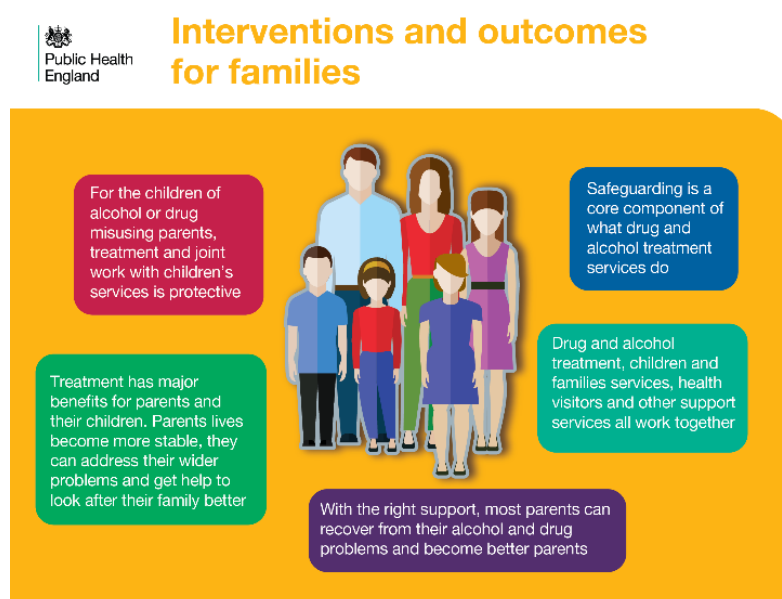 Public Health
England
Interventions and outcomes
for families
For the children of
alcohol or drug
misusing parents,
treatment and joint
work with children's
services is protective
Safeguarding is a
core component of
what drug and
alcohol treatment
services do
Treatment has major
benefits for parents and
their children. Parents lives
become more stable, they
can address their wider
problems and get help to
look after their family better
Drug and alcohol
treatment, children and
families services, health
visitors and other support
services all work together
With the right support, most parents can
recover from their alcohol and drug
problems and become better parents